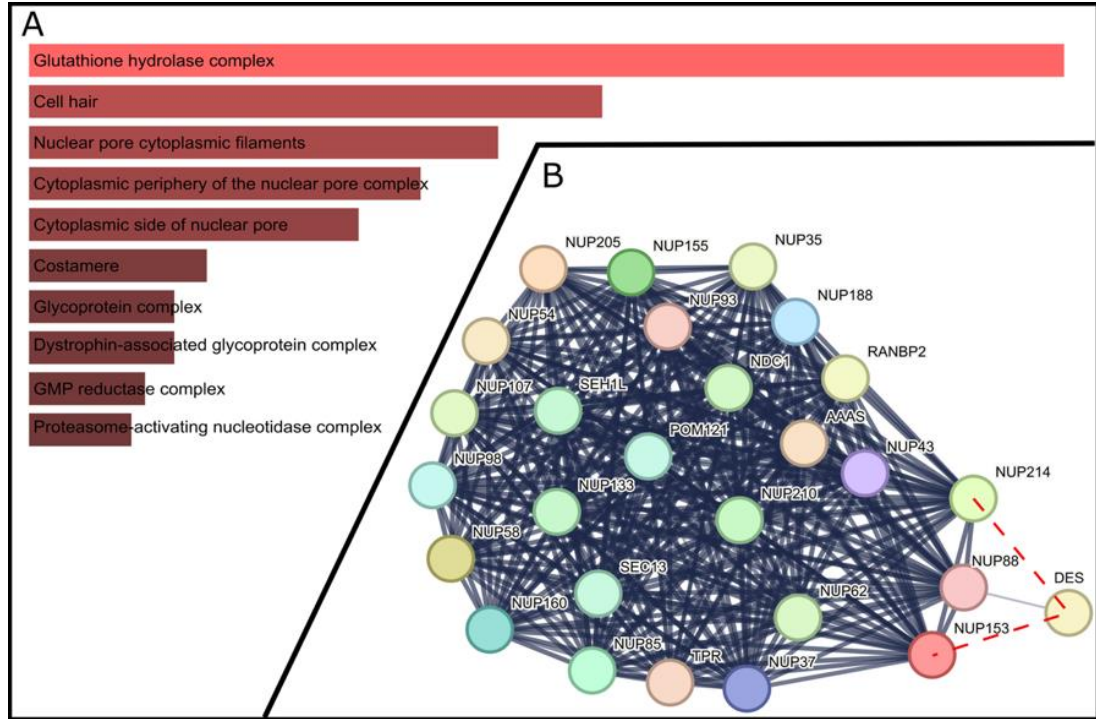 A
Glutathione hydrolase complex
Cell hair
Nuclear pore cytoplasmic filaments
Cytoplasmic periphery of the nuclear pore complex
Cytoplasmic side of nuclear pore
Costamere
Glycoprotein complex
Dystrophin-associated glycoprotein complex
GMP reductase complex
Proteasome-activating nucleotidase complex
B
NUP205
NUP155
NUP35
NUP93
NUP188
NUP54
NDC1
RANBP2
NUP107
SEH1L
AAAS
POM121
NUP43
NUP98
NUP214
NUP133
NUP210
NUP58
NUP88
DES
SEC13
NUP62
NUP160
NUP153
NUP85
TPR
NUP37